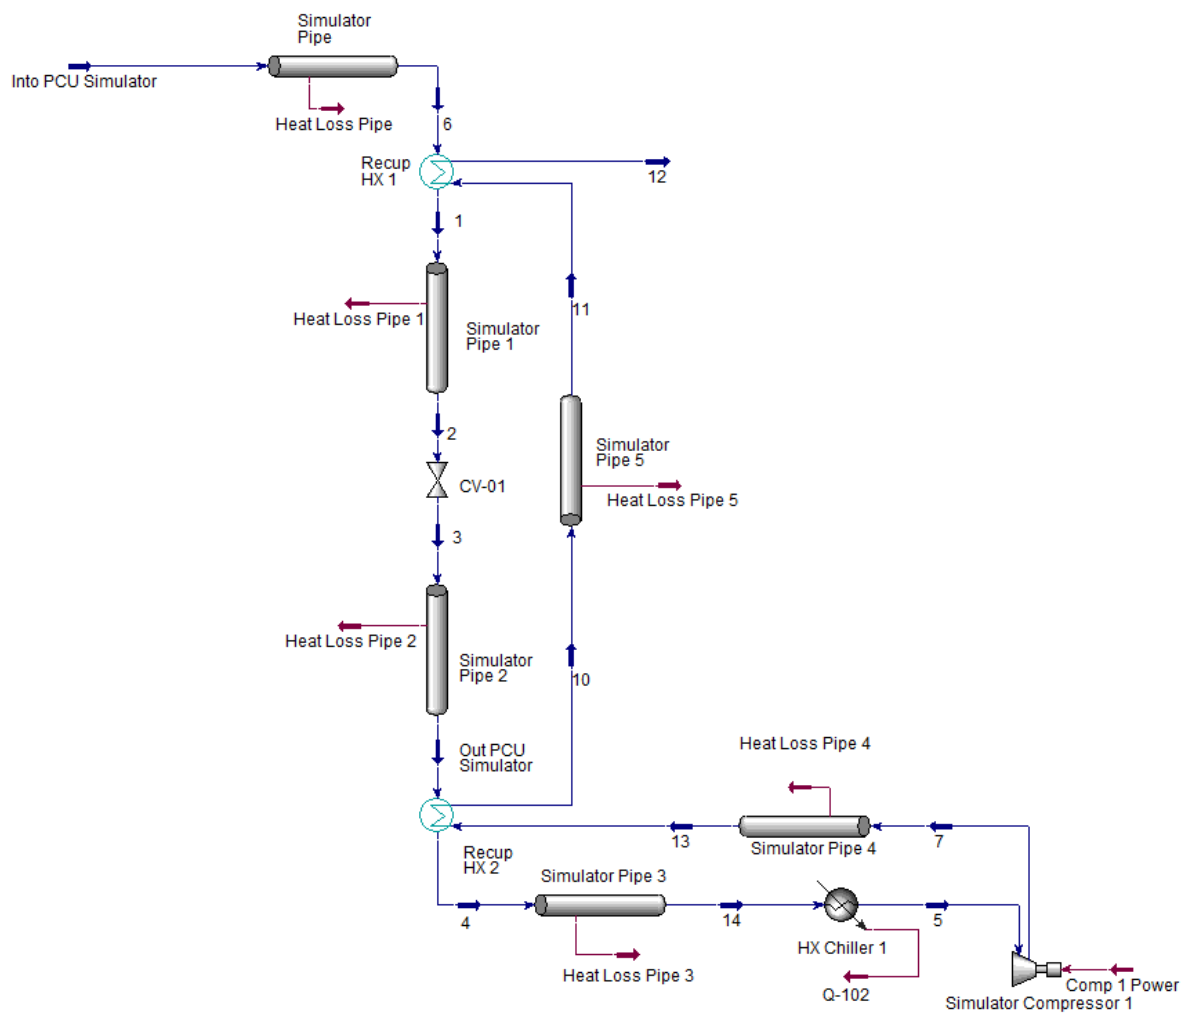 Simulator
Pipe
Into PCU Simulator
Heat Loss Pipe
6
Recup
HX 1
12
1
Heat Loss Pipe 1
11
Simulator
Pipe 1
2
Simulator
Pipe 5
CV-01
Heat Loss Pipe 5
3
Heat Loss Pipe 2
Simulator
Pipe 2
10
Out PCU
Simulator
Heat Loss Pipe 4
13
Simulator Pipe 4
7
Recup
HX 2
Simulator Pipe 3
4
14
5
HX Chiller 1
Heat Loss Pipe 3
Q-102
Comp 1 Power
Simulator Compressor 1